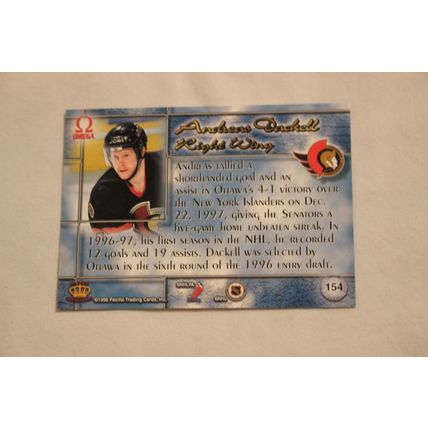 Ω
OMEGA
Andreas Dackell
Right Wing
Andreas tallied a
shorthanded goal and an
assist in Ottawa's 4-1 victory over
the New York Islanders on Dec.
22, 1997, giving the Senators a
five-game home unbeaten streak. In
1996-97, his first season in the NHL, he recorded
12 goals and 19 assists. Dackell was selected by
Ottawa in the sixth round of the 1996 entry draft.
©1998 Pacific Trading Cards, Inc.
©NHLPA
©NHL
154